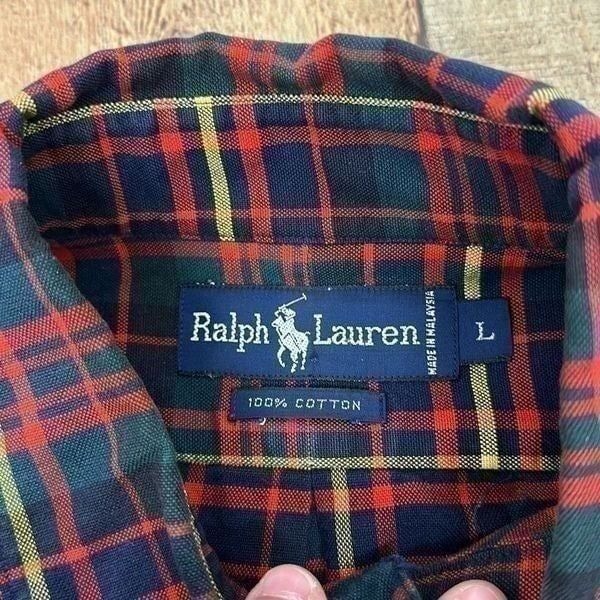 Ralph Lauren
MADE IN MALAYSIA
L
100% COTTON